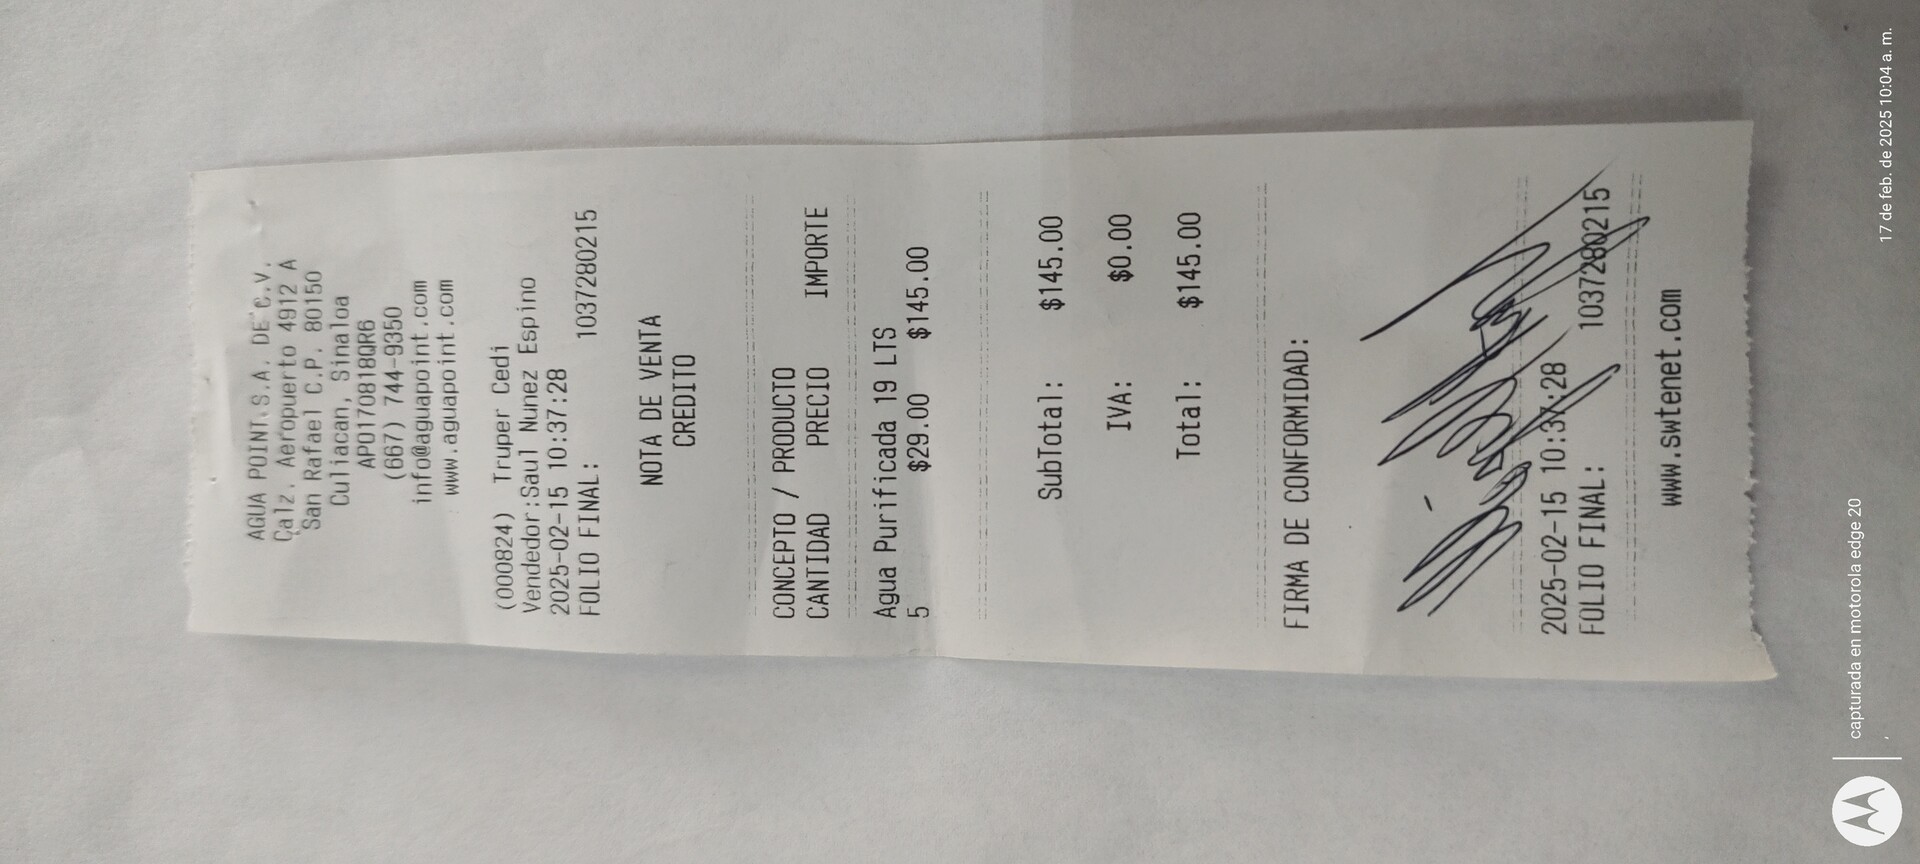 AGUA POINT.S.A. DE C.V.
Calz. Aeropuerto 4912 A
San Rafael C.P. 80150
Culiacan, Sinaloa
APO170818QR6
(667) 744-9350
info@aguapoint.com
www.aguapoint.com
(000824) Truper Cedi
Vendedor:Saul Nunez Espino
2025-02-15 10:37:28
FOLIO FINAL: 1037280215
NOTA DE VENTA
CREDITO
CONCEPTO / PRODUCTO
CANTIDAD PRECIO IMPORTE
Agua Purificada 19 LTS
5 $29.00 $145.00
SubTotal: $145.00
IVA: $0.00
Total: $145.00
FIRMA DE CONFORMIDAD:
2025-02-15 10:37:28
FOLIO FINAL: 1037280215
www.swtenet.com
capturada en motorola edge 20
17 de feb. de 2025 10:04 a. m.